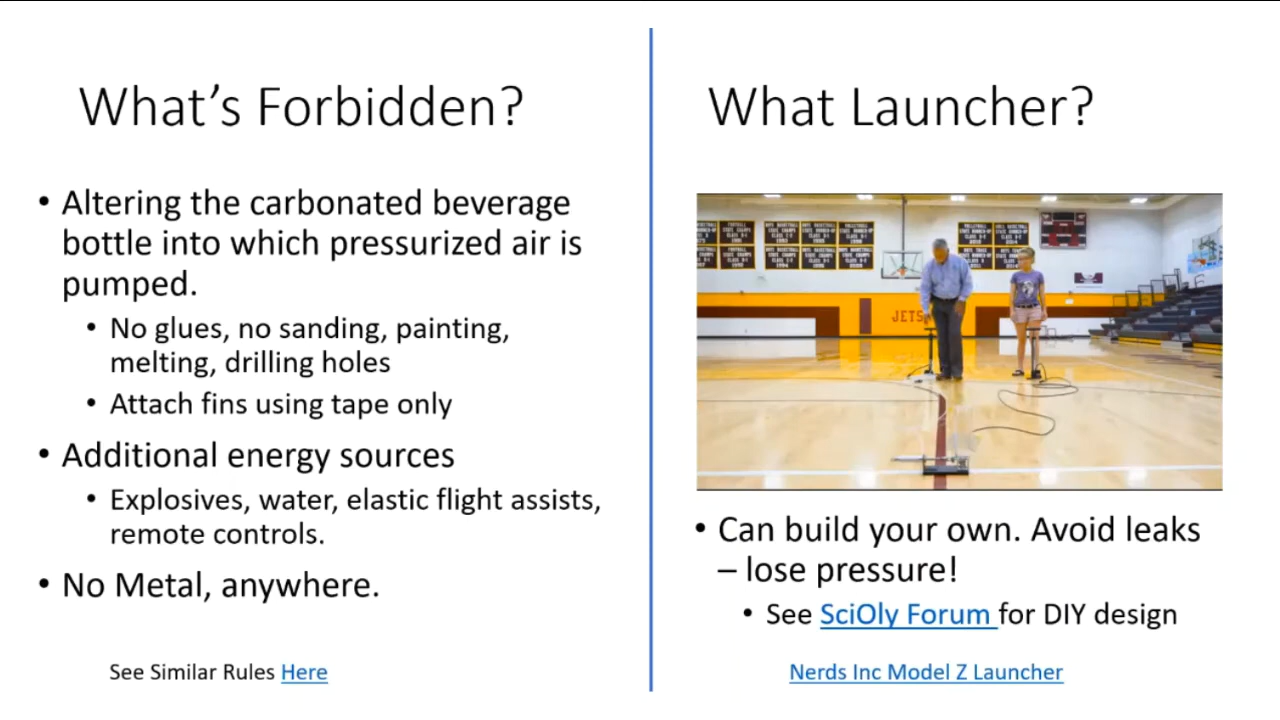 What's Forbidden?
• Altering the carbonated beverage
bottle into which pressurized air is
pumped.
• No glues, no sanding, painting,
melting, drilling holes
• Attach fins using tape only
• Additional energy sources
• Explosives, water, elastic flight assists,
remote controls.
• No Metal, anywhere.
See Similar Rules Here
What Launcher?
JETS
• Can build your own. Avoid leaks
– lose pressure!
• See SciOly Forum for DIY design
Nerds Inc Model Z Launcher